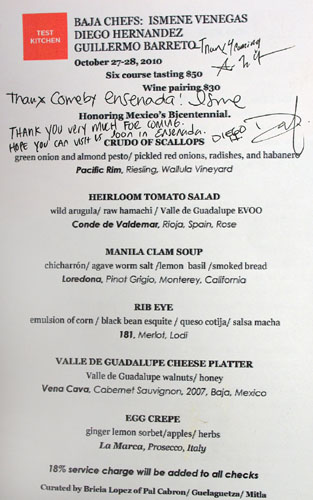 TEST
KITCHEN
BAJA CHEFS: ISMENE VENEGAS
DIEGO HERNANDEZ
GUILLERMO BARRETO
Thanx 4 coming
October 27-28, 2010
Six course tasting $50
Wine pairing $30
Thanx Come by ensenada!
Honoring Mexico's Bicentennial.
THANK YOU VERY MUCH FOR COMING.
HOPE YOU CAN VISIT US SOON IN ENSENADA. DIEGO
CRUDO OF SCALLOPS
green onion and almond pesto/ pickled red onions, radishes, and habanero
Pacific Rim, Riesling, Wallula Vineyard
HEIRLOOM TOMATO SALAD
wild arugula/ raw hamachi / Valle de Guadalupe EVOO
Conde de Valdemar, Rioja, Spain, Rose
MANILA CLAM SOUP
chicharrón/ agave worm salt /lemon basil /smoked bread
Loredona, Pinot Grigio, Monterey, California
RIB EYE
emulsion of corn / black bean esquite / queso cotija/ salsa macha
181, Merlot, Lodi
VALLE DE GUADALUPE CHEESE PLATTER
Valle de Guadalupe walnuts/ honey
Vena Cava, Cabernet Sauvignon, 2007, Baja, Mexico
EGG CREPE
ginger lemon sorbet/apples/ herbs
La Marca, Prosecco, Italy
18% service charge will be added to all checks
Curated by Bricia Lopez of Pal Cabron/ Guelaguetza/ Mitla